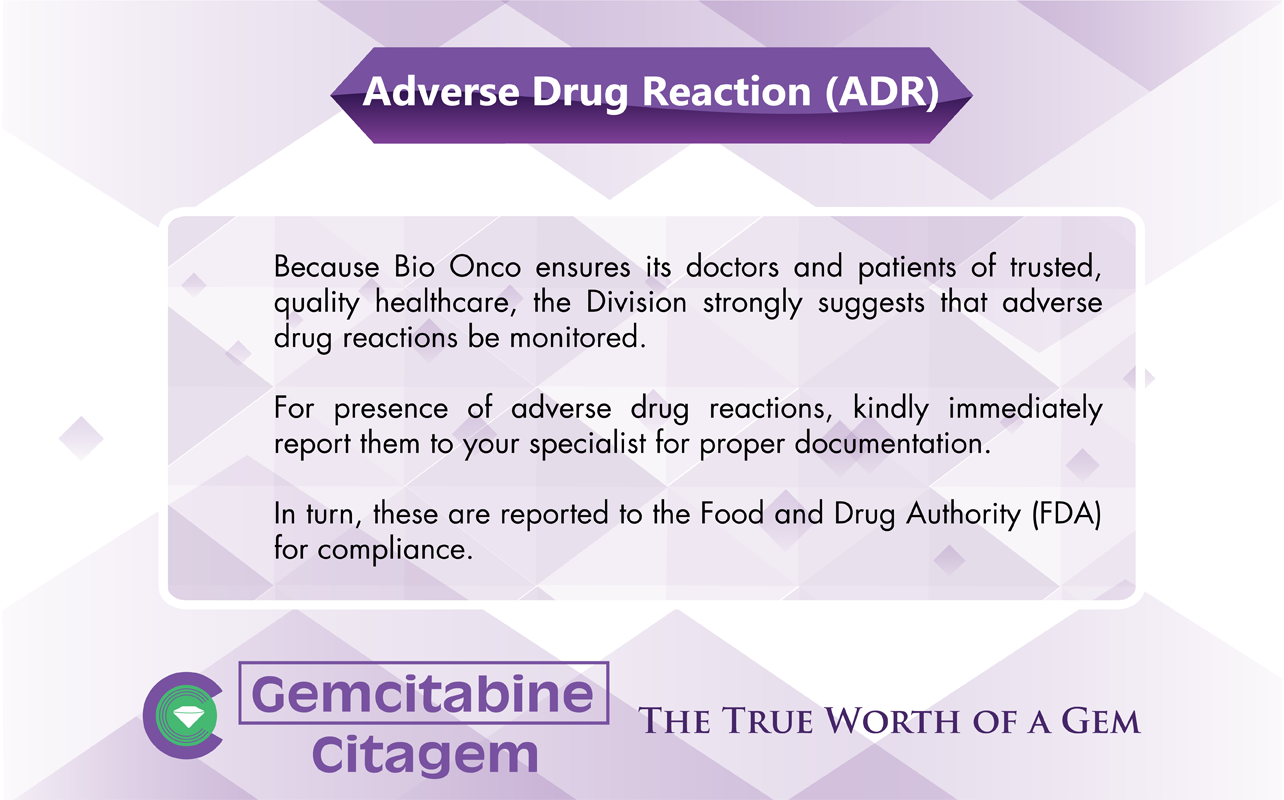 Adverse Drug Reaction (ADR)
Because Bio Onco ensures its doctors and patients of trusted,
quality healthcare, the Division strongly suggests that adverse
drug reactions be monitored.
For presence of adverse drug reactions, kindly immediately
report them to your specialist for proper documentation.
In turn, these are reported to the Food and Drug Authority (FDA)
for compliance.
Gemcitabine
Citagem
The True Worth of a Gem